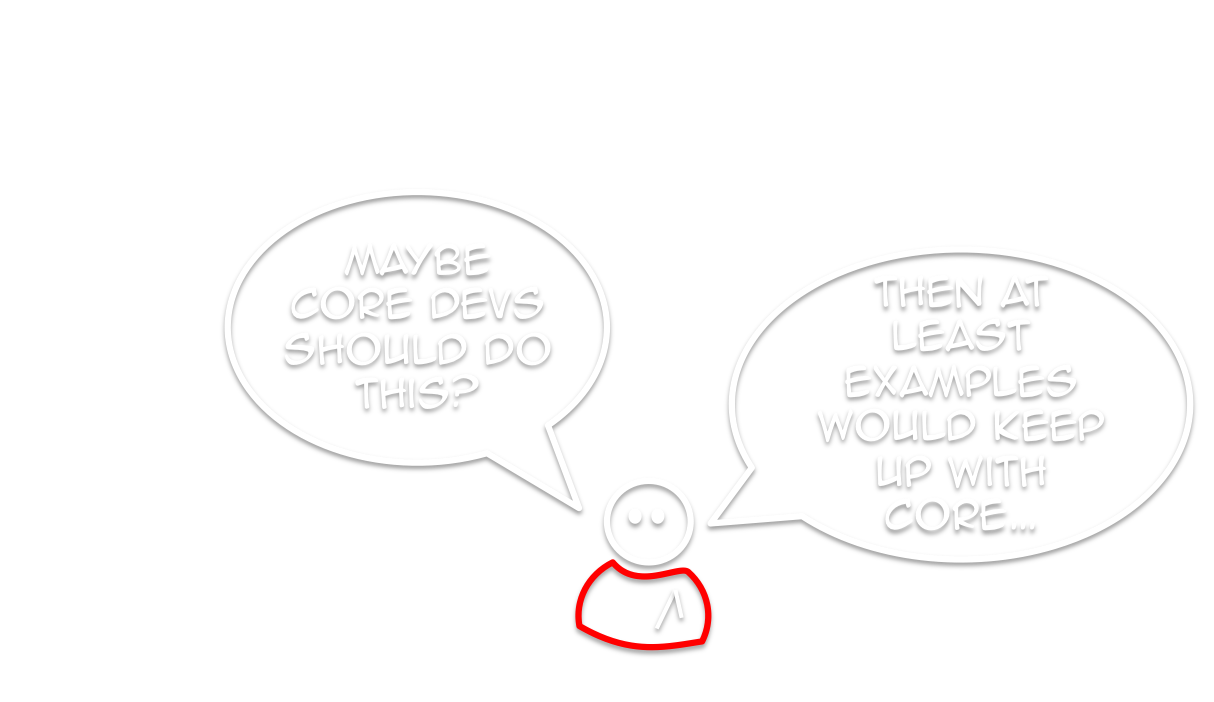 MAYBE
CORE DEVS
SHOULD DO
THIS?
THEN AT
LEAST
EXAMPLES
WOULD KEEP
UP WITH
CORE...